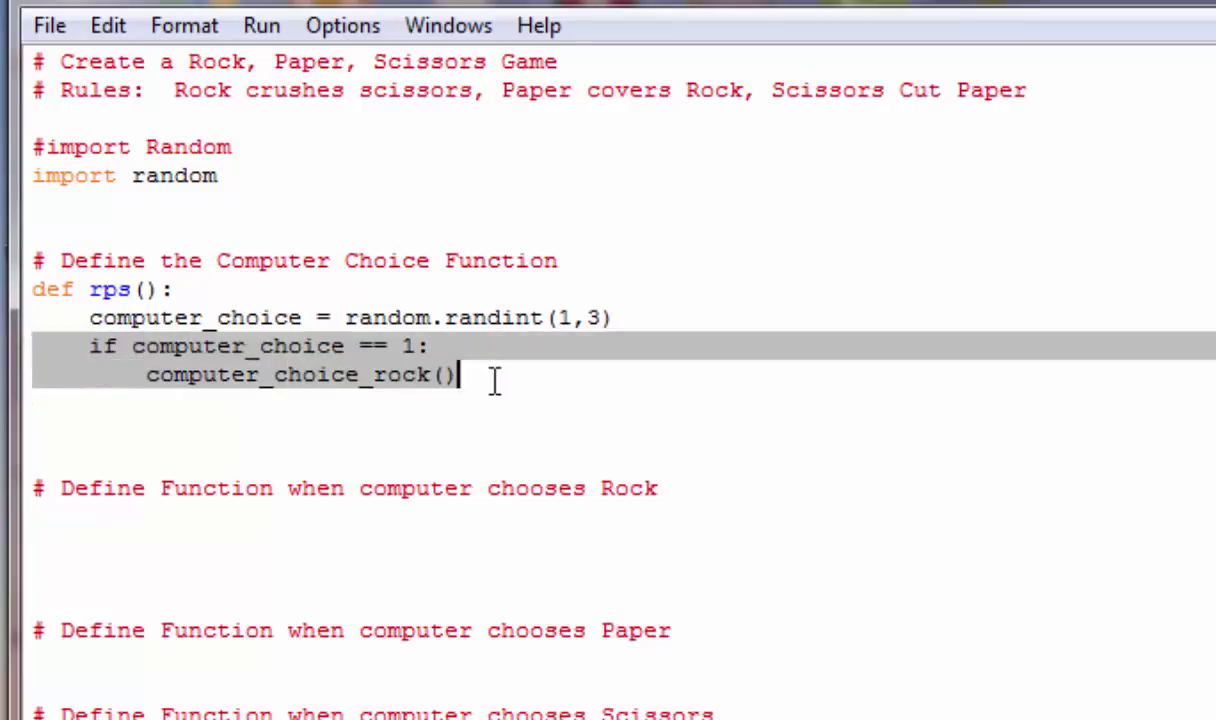 File Edit Format Run Options Windows Help
# Create a Rock, Paper, Scissors Game
# Rules:  Rock crushes scissors, Paper covers Rock, Scissors Cut Paper
#import Random
import random
# Define the Computer Choice Function
def rps():
    computer_choice = random.randint(1,3)
    if computer_choice == 1:
        computer_choice_rock()
# Define Function when computer chooses Rock
# Define Function when computer chooses Paper
# Define Function when computer chooses Scissors